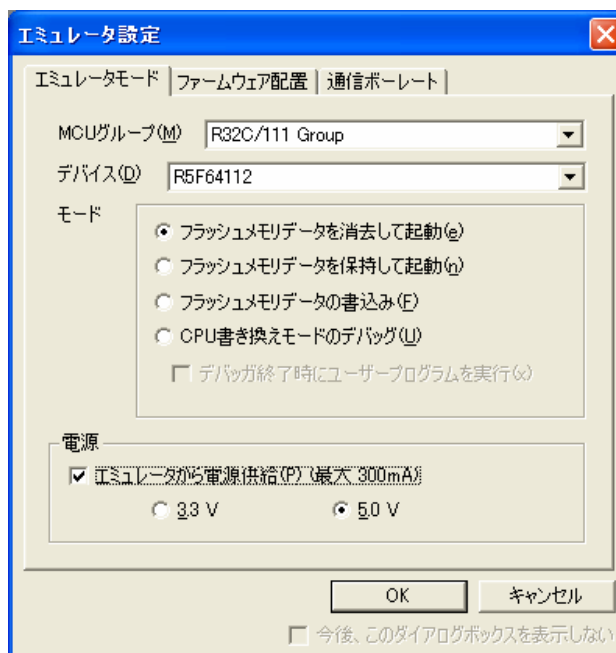 エミュレータ設定
エミュレータモード ファームウェア配置 通信ボーレート
MCUグループ(M) R32C/111 Group
デバイス(D) R5F64112
モード
フラッシュメモリデータを消去して起動(e)
フラッシュメモリデータを保持して起動(n)
フラッシュメモリデータの書込み(F)
CPU書き換えモードのデバッグ(U)
デバッガ終了時にユーザープログラムを実行(x)
電源
エミュレータから電源供給(P) (最大 300mA)
3.3 V 5.0 V
OK キャンセル
今後、このダイアログボックスを表示しない